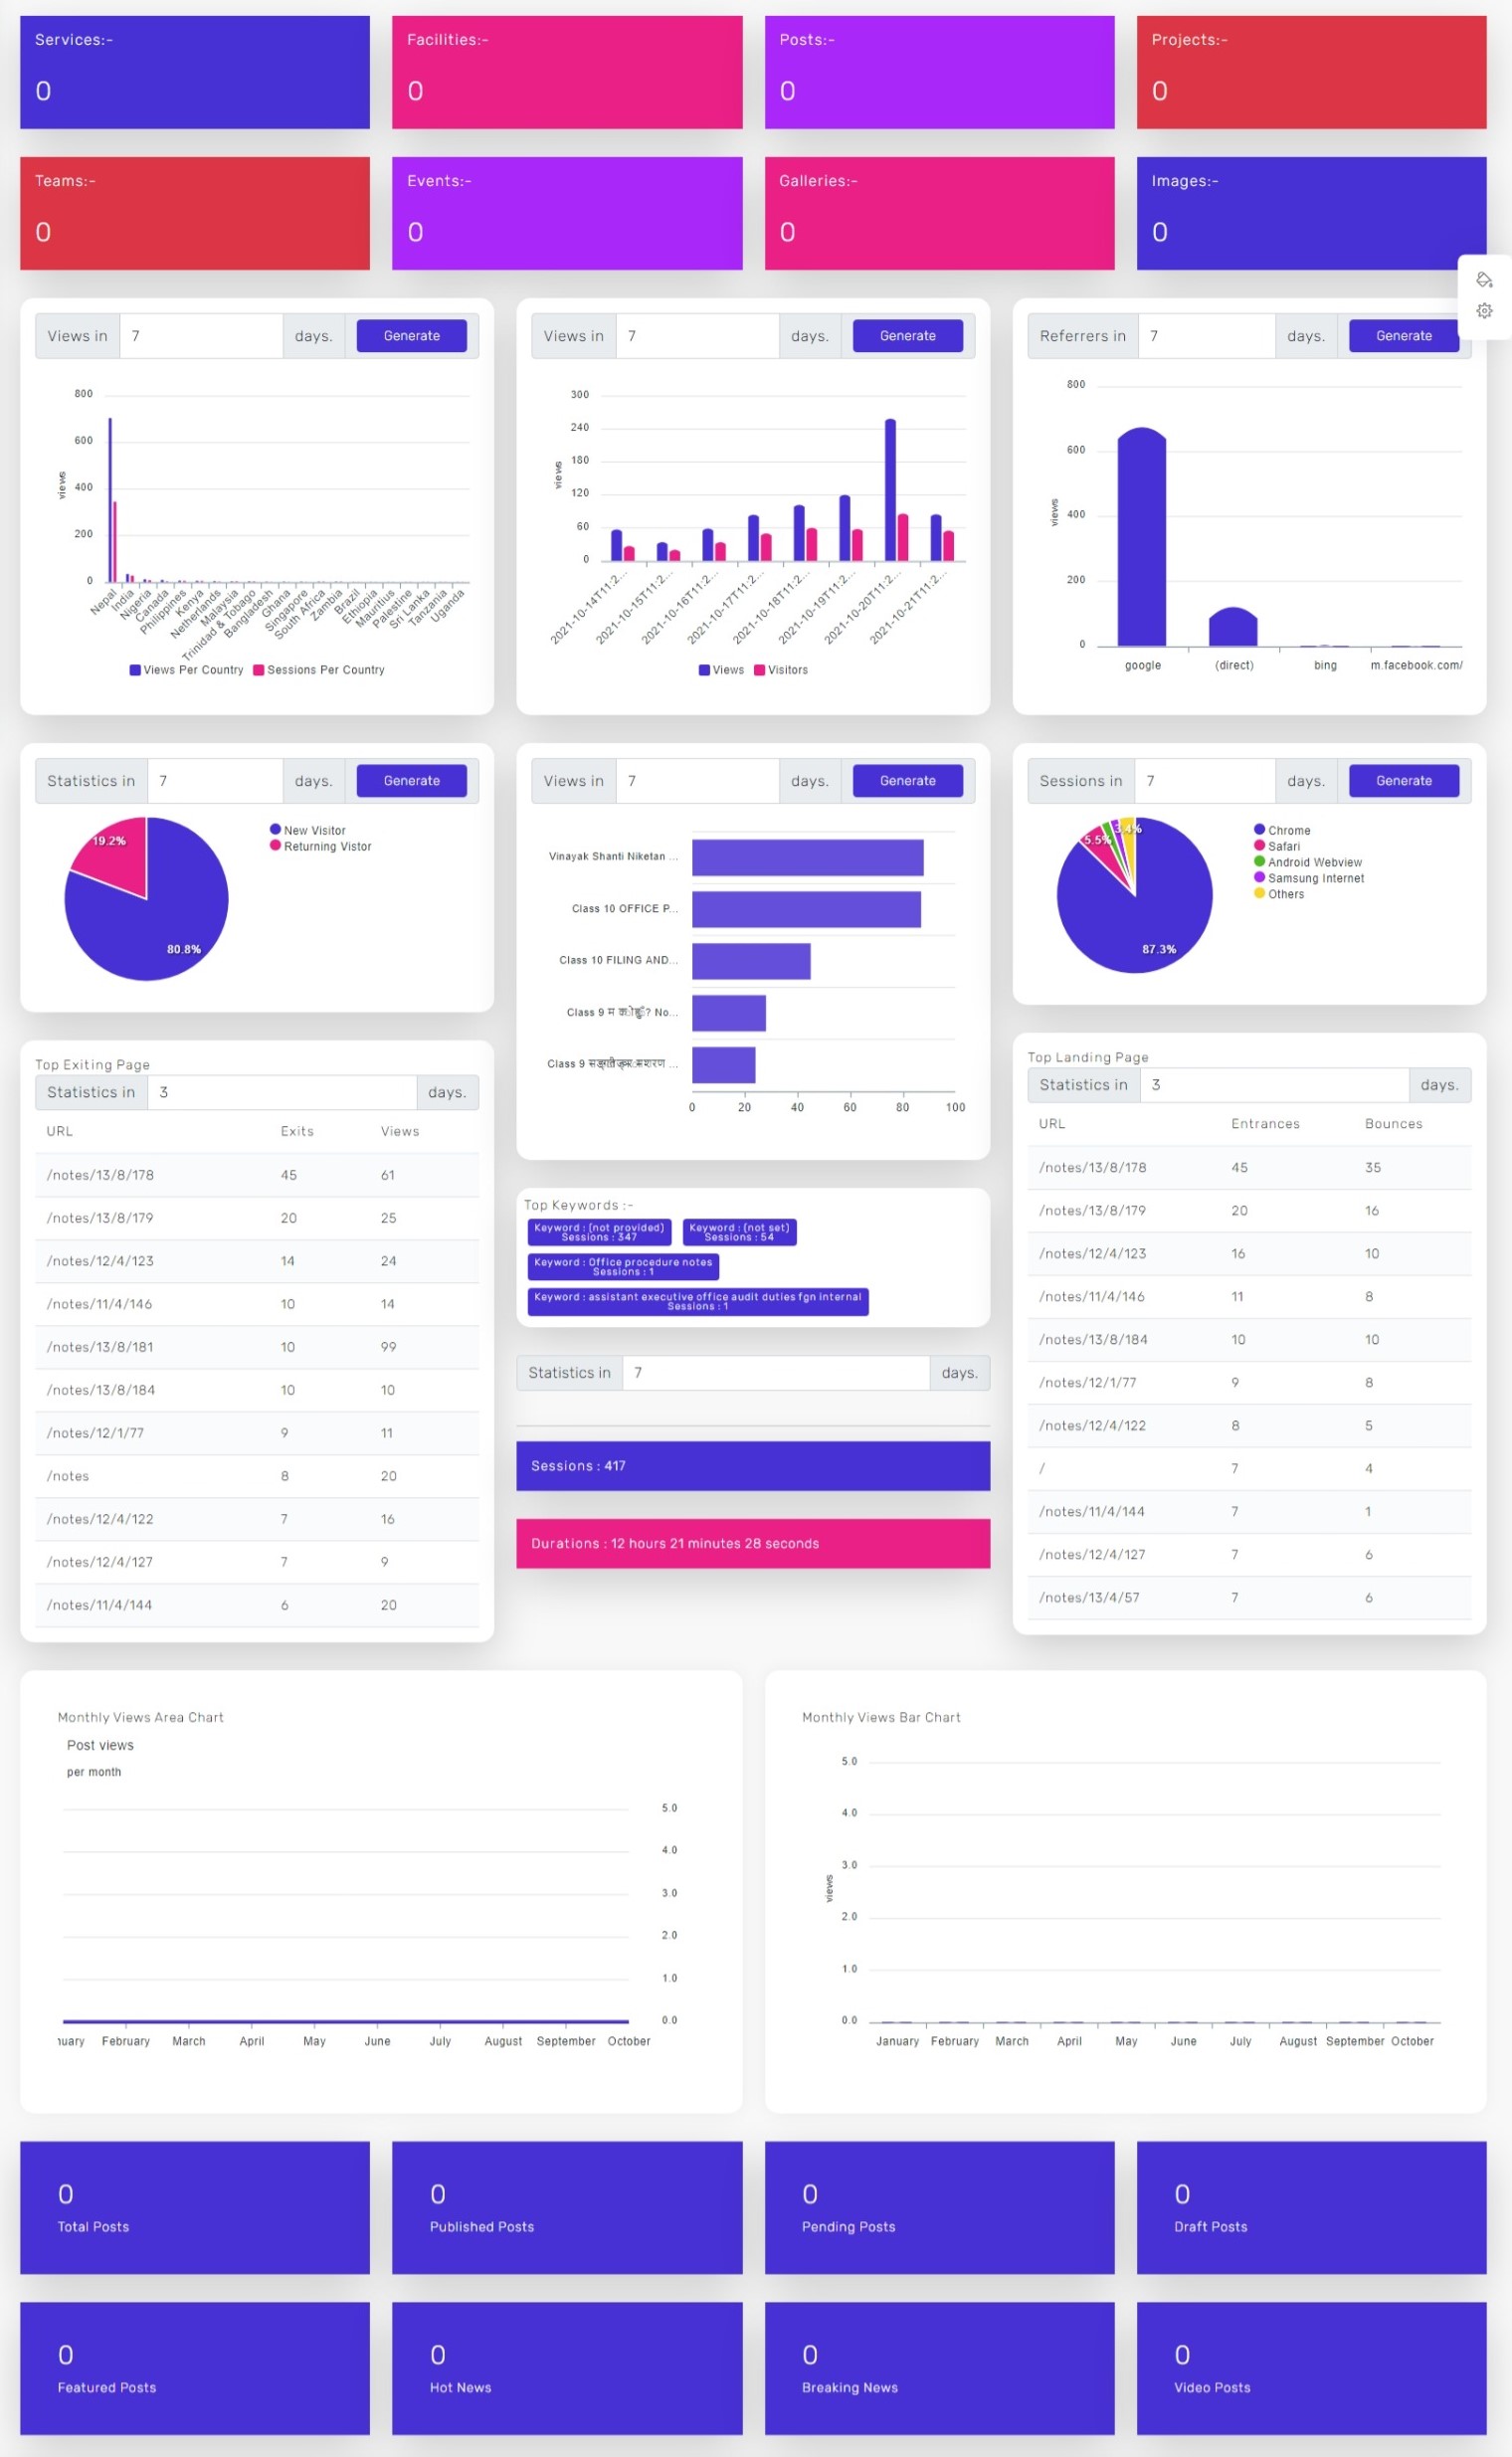 Services:-
0
Facilities:-
0
Posts:-
0
Projects:-
0
Teams:-
0
Events:-
0
Galleries:-
0
Images:-
0
Views in 7 days. Generate
800
600
400
200
0
views
Nepal
India
Nigeria
Canada
Philippines
Kenya
Netherlands
Malaysia
Trinidad & Tobago
Bangladesh
Ghana
Singapore
South Africa
Zambia
Brazil
Ethiopia
Mauritius
Palestine
Sri Lanka
Tanzania
Uganda
Views Per Country Sessions Per Country
Views in 7 days. Generate
300
240
180
120
60
0
views
2021-10-14T11:2...
2021-10-15T11:2...
2021-10-16T11:2...
2021-10-17T11:2...
2021-10-18T11:2...
2021-10-19T11:2...
2021-10-20T11:2...
2021-10-21T11:2...
Views Visitors
Referrers in 7 days. Generate
800
600
400
200
0
views
google (direct) bing m.facebook.com/
Statistics in 7 days. Generate
19.2%
80.8%
New Visitor
Returning Vistor
Views in 7 days. Generate
Vinayak Shanti Niketan ...
Class 10 OFFICE P...
Class 10 FILING AND...
Class 9 म ? No...
Class 9 ...
0 20 40 60 80 100
Sessions in 7 days. Generate
5.5%
3.4%
87.3%
Chrome
Safari
Android Webview
Samsung Internet
Others
Top Exiting Page
Statistics in 3 days.
URL Exits Views
/notes/13/8/178 45 61
/notes/13/8/179 20 25
/notes/12/4/123 14 24
/notes/11/4/146 10 14
/notes/13/8/181 10 99
/notes/13/8/184 10 10
/notes/12/1/77 9 11
/notes 8 20
/notes/12/4/122 7 16
/notes/12/4/127 7 9
/notes/11/4/144 6 20
Top Keywords :-
Keyword : (not provided)
Sessions : 347
Keyword : (not set)
Sessions : 54
Keyword : Office procedure notes
Sessions : 1
Keyword : assistant executive office audit duties fgn internal
Sessions : 1
Statistics in 7 days.
Sessions : 417
Durations : 12 hours 21 minutes 28 seconds
Top Landing Page
Statistics in 3 days.
URL Entrances Bounces
/notes/13/8/178 45 35
/notes/13/8/179 20 16
/notes/12/4/123 16 10
/notes/11/4/146 11 8
/notes/13/8/184 10 10
/notes/12/1/77 9 8
/notes/12/4/122 8 5
/ 7 4
/notes/11/4/144 7 1
/notes/12/4/127 7 6
/notes/13/4/57 7 6
Monthly Views Area Chart
Post views
per month
5.0
4.0
3.0
2.0
1.0
0.0
nuary February March April May June July August September October
Monthly Views Bar Chart
5.0
4.0
3.0
2.0
1.0
0.0
views
January February March April May June July August September October
0
Total Posts
0
Published Posts
0
Pending Posts
0
Draft Posts
0
Featured Posts
0
Hot News
0
Breaking News
0
Video Posts